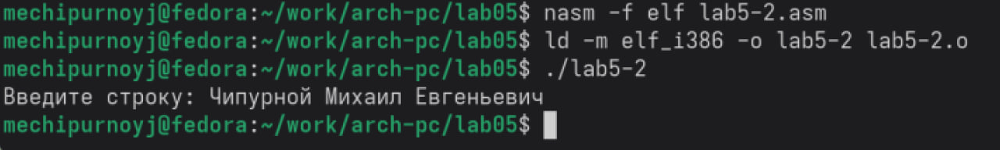 mechipurnoyj@fedora:~/work/arch-pc/lab05$ nasm -f elf lab5-2.asm
mechipurnoyj@fedora:~/work/arch-pc/lab05$ ld -m elf_i386 -o lab5-2 lab5-2.o
mechipurnoyj@fedora:~/work/arch-pc/lab05$ ./lab5-2
Введите строку: Чипурной Михаил Евгеньевич
mechipurnoyj@fedora:~/work/arch-pc/lab05$